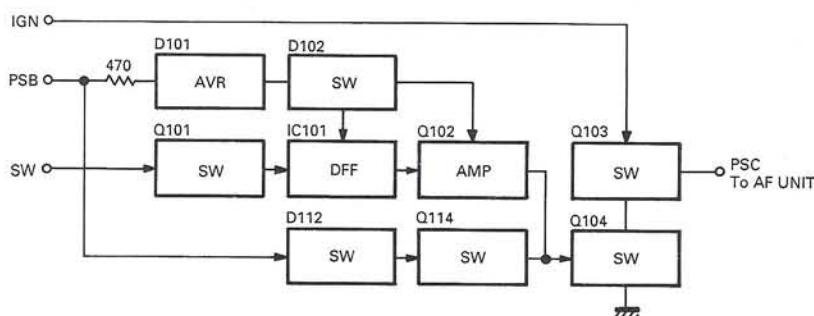 IGN
D101 D102
470
PSB AVR SW
Q101 IC101 Q102 Q103
SW SW DFF AMP SW PSC
To AF UNIT
D112 Q114 Q104
SW SW SW